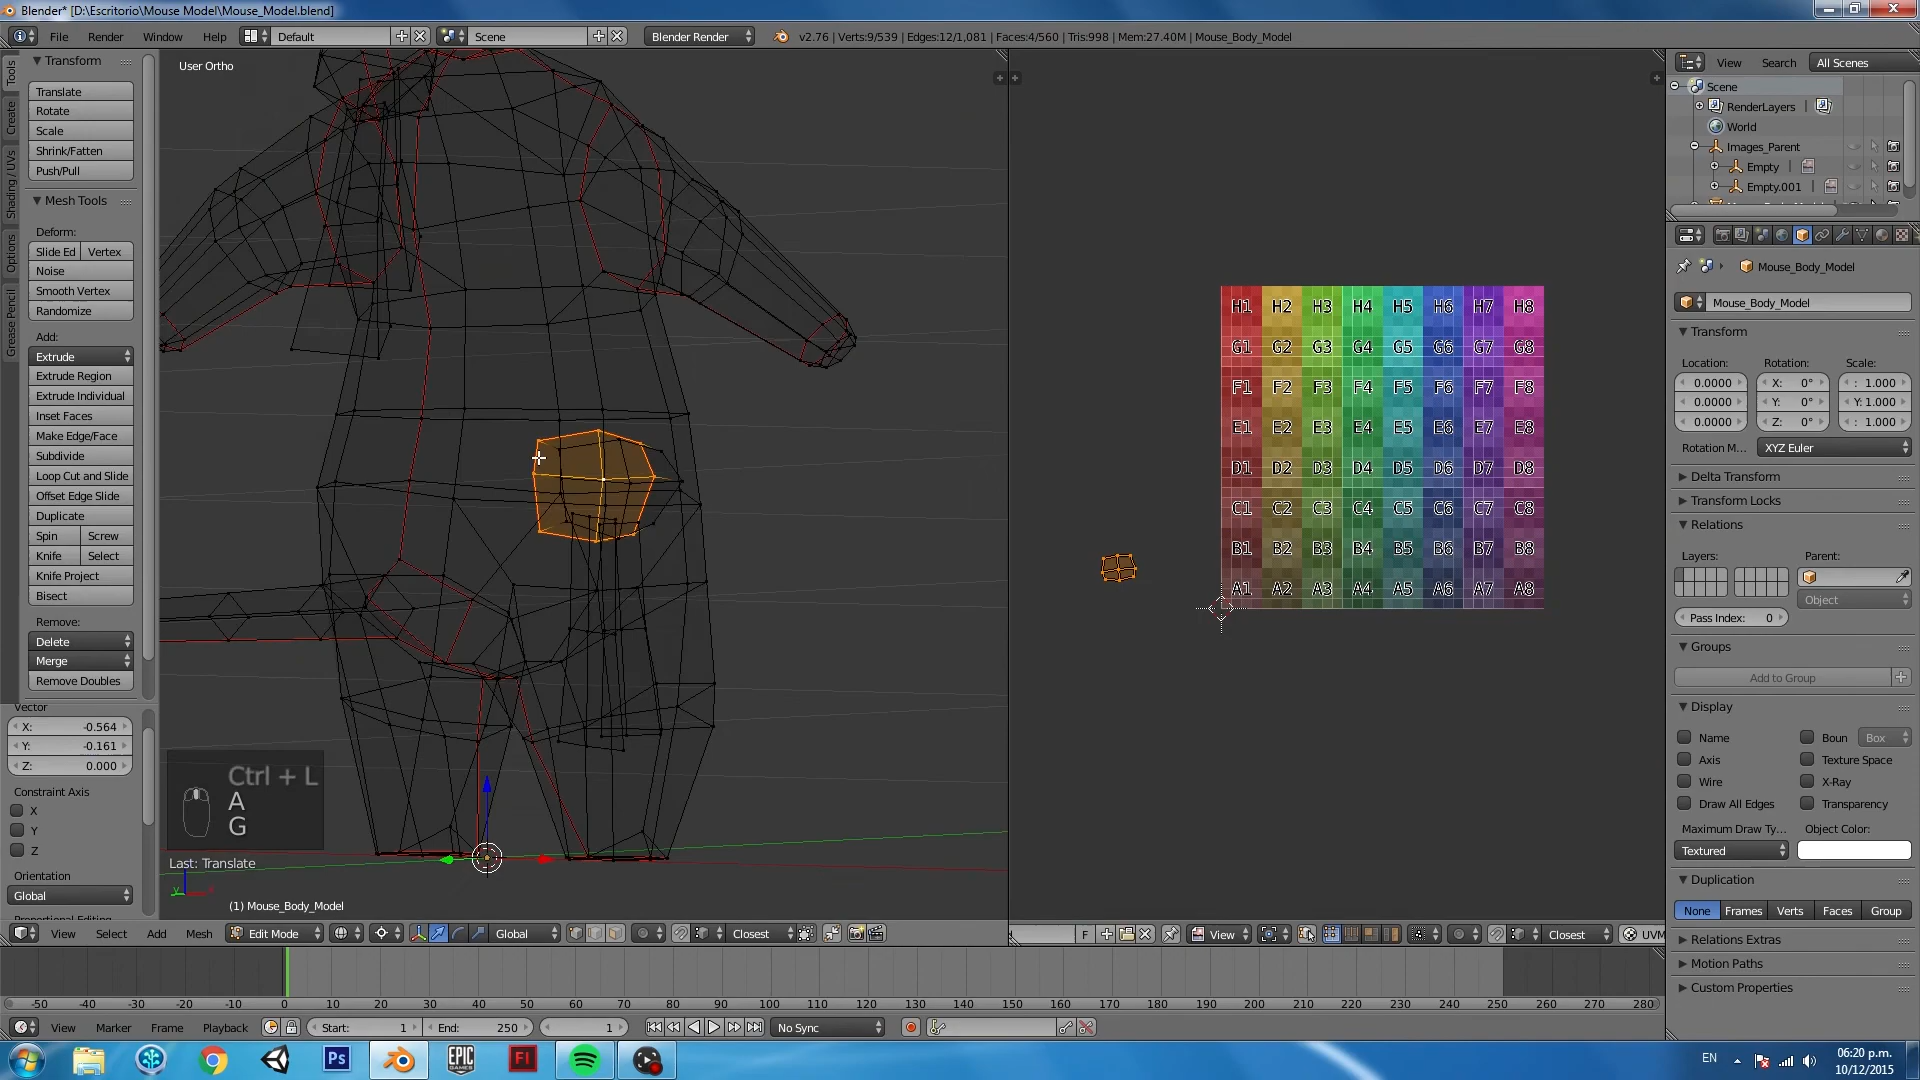 Blender* [D:\Escritorio\Mouse Model\Mouse_Model.blend]
File Render Window Help Default Scene Blender Render v2.76 | Verts:9/539 | Edges:12/1,081 | Faces:4/560 | Tris:998 | Mem:27.40M | Mouse_Body_Model
Tools
Create
Shading / UVs
Options
Grease Pencil
Transform
Translate
Rotate
Scale
Shrink/Fatten
Push/Pull
Mesh Tools
Deform:
Slide Ed Vertex
Noise
Smooth Vertex
Randomize
Add:
Extrude
Extrude Region
Extrude Individual
Inset Faces
Make Edge/Face
Subdivide
Loop Cut and Slide
Offset Edge Slide
Duplicate
Spin Screw
Knife Select
Knife Project
Bisect
Remove:
Delete
Merge
Remove Doubles
Vector
X: -0.564
Y: -0.161
Z: 0.000
Constraint Axis
X
Y
Z
Orientation
Global
User Ortho
Ctrl + L
A
G
Last: Translate
(1) Mouse_Body_Model
View Select Add Mesh Edit Mode Global Closest
H1 H2 H3 H4 H5 H6 H7 H8
G1 G2 G3 G4 G5 G6 G7 G8
F1 F2 F3 F4 F5 F6 F7 F8
E1 E2 E3 E4 E5 E6 E7 E8
D1 D2 D3 D4 D5 D6 D7 D8
C1 C2 C3 C4 C5 C6 C7 C8
B1 B2 B3 B4 B5 B6 B7 B8
A1 A2 A3 A4 A5 A6 A7 A8
F View Closest UVM
View Search All Scenes
Scene
RenderLayers
World
Images_Parent
Empty
Empty.001
Mouse_Body_Model
Mouse_Body_Model
Transform
Location: Rotation: Scale:
0.0000 X: 0° : 1.000
0.0000 Y: 0° Y: 1.000
0.0000 Z: 0° : 1.000
Rotation M... XYZ Euler
Delta Transform
Transform Locks
Relations
Layers: Parent:
Object
Pass Index: 0
Groups
Add to Group
Display
Name Boun Box
Axis Texture Space
Wire X-Ray
Draw All Edges Transparency
Maximum Draw Ty... Object Color:
Textured
Duplication
None Frames Verts Faces Group
Relations Extras
Motion Paths
Custom Properties
-50 -40 -30 -20 -10 0 10 20 30 40 50 60 70 80 90 100 110 120 130 140 150 160 170 180 190 200 210 220 230 240 250 260 270 280
View Marker Frame Playback Start: 1 End: 250 1 No Sync
Ps EPIC GAMES Fl EN 06:20 p.m.
10/12/2015